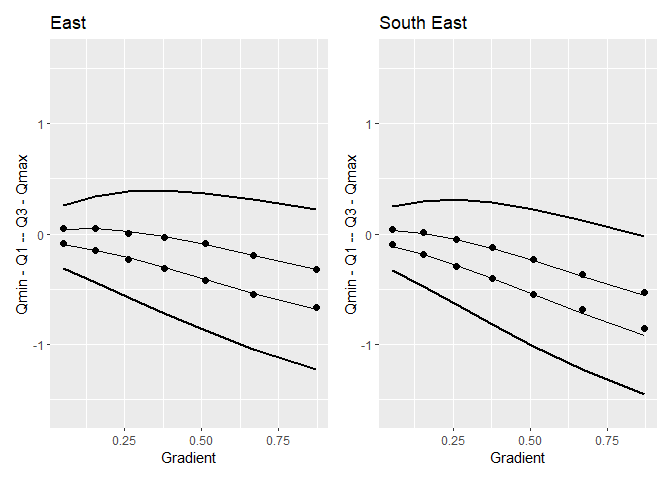 East
Qmin - Q1 -- Q3 - Qmax
1
0
-1
0.25 0.50 0.75
Gradient
South East
Qmin - Q1 -- Q3 - Qmax
1
0
-1
0.25 0.50 0.75
Gradient